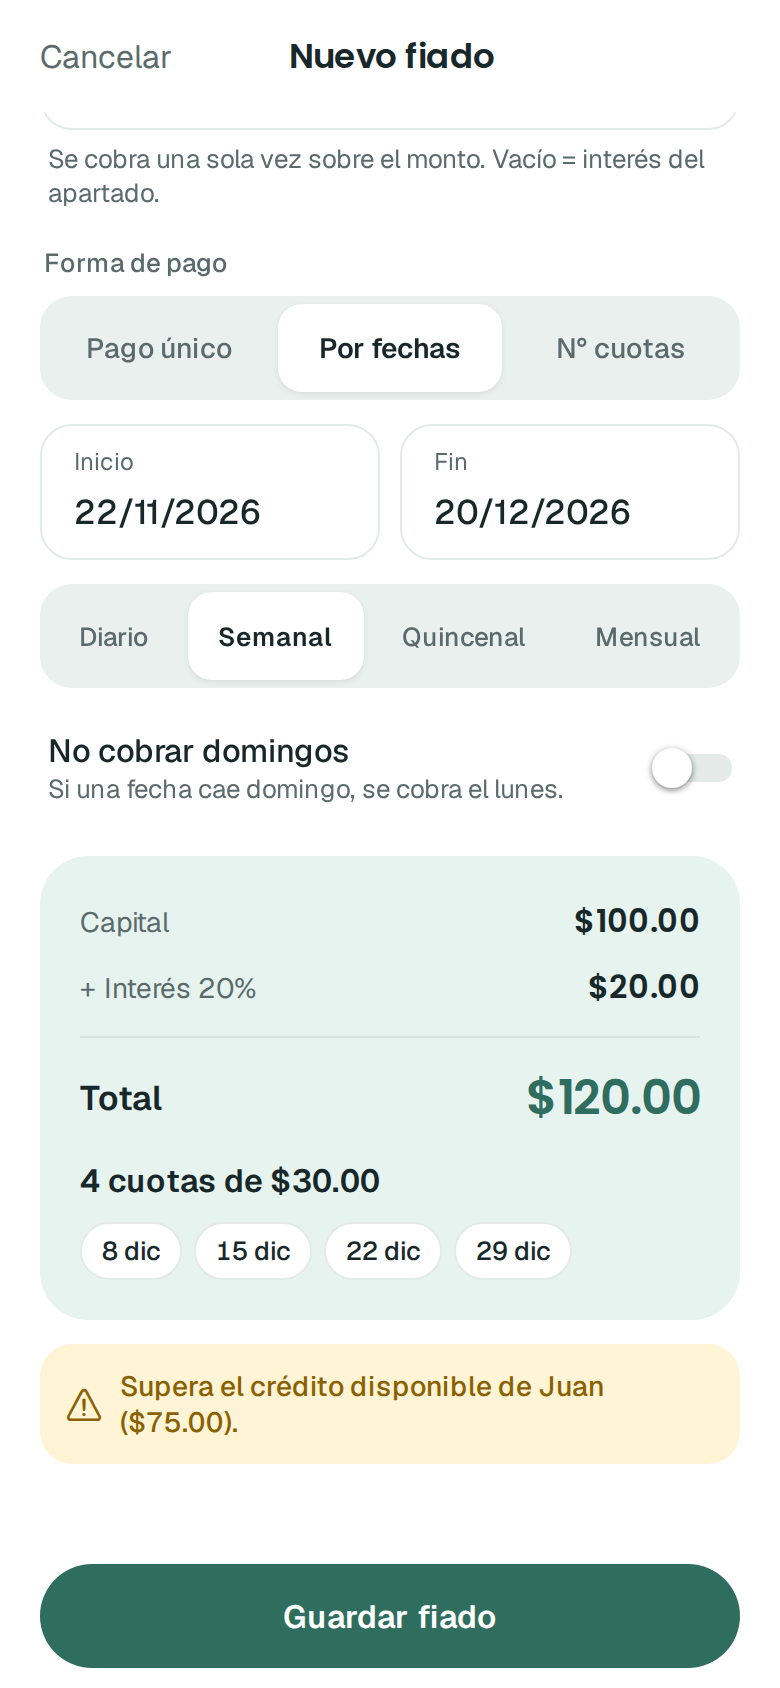 Cancelar
Nuevo fiado
Se cobra una sola vez sobre el monto. Vacío = interés del
apartado.
Forma de pago
Pago único
Por fechas
N° cuotas
Inicio
22/11/2026
Fin
20/12/2026
Diario
Semanal
Quincenal
Mensual
No cobrar domingos
Si una fecha cae domingo, se cobra el lunes.
Capital
$100.00
+ Interés 20%
$20.00
Total
$120.00
4 cuotas de $30.00
8 dic
15 dic
22 dic
29 dic
Supera el crédito disponible de Juan
($75.00).
Guardar fiado